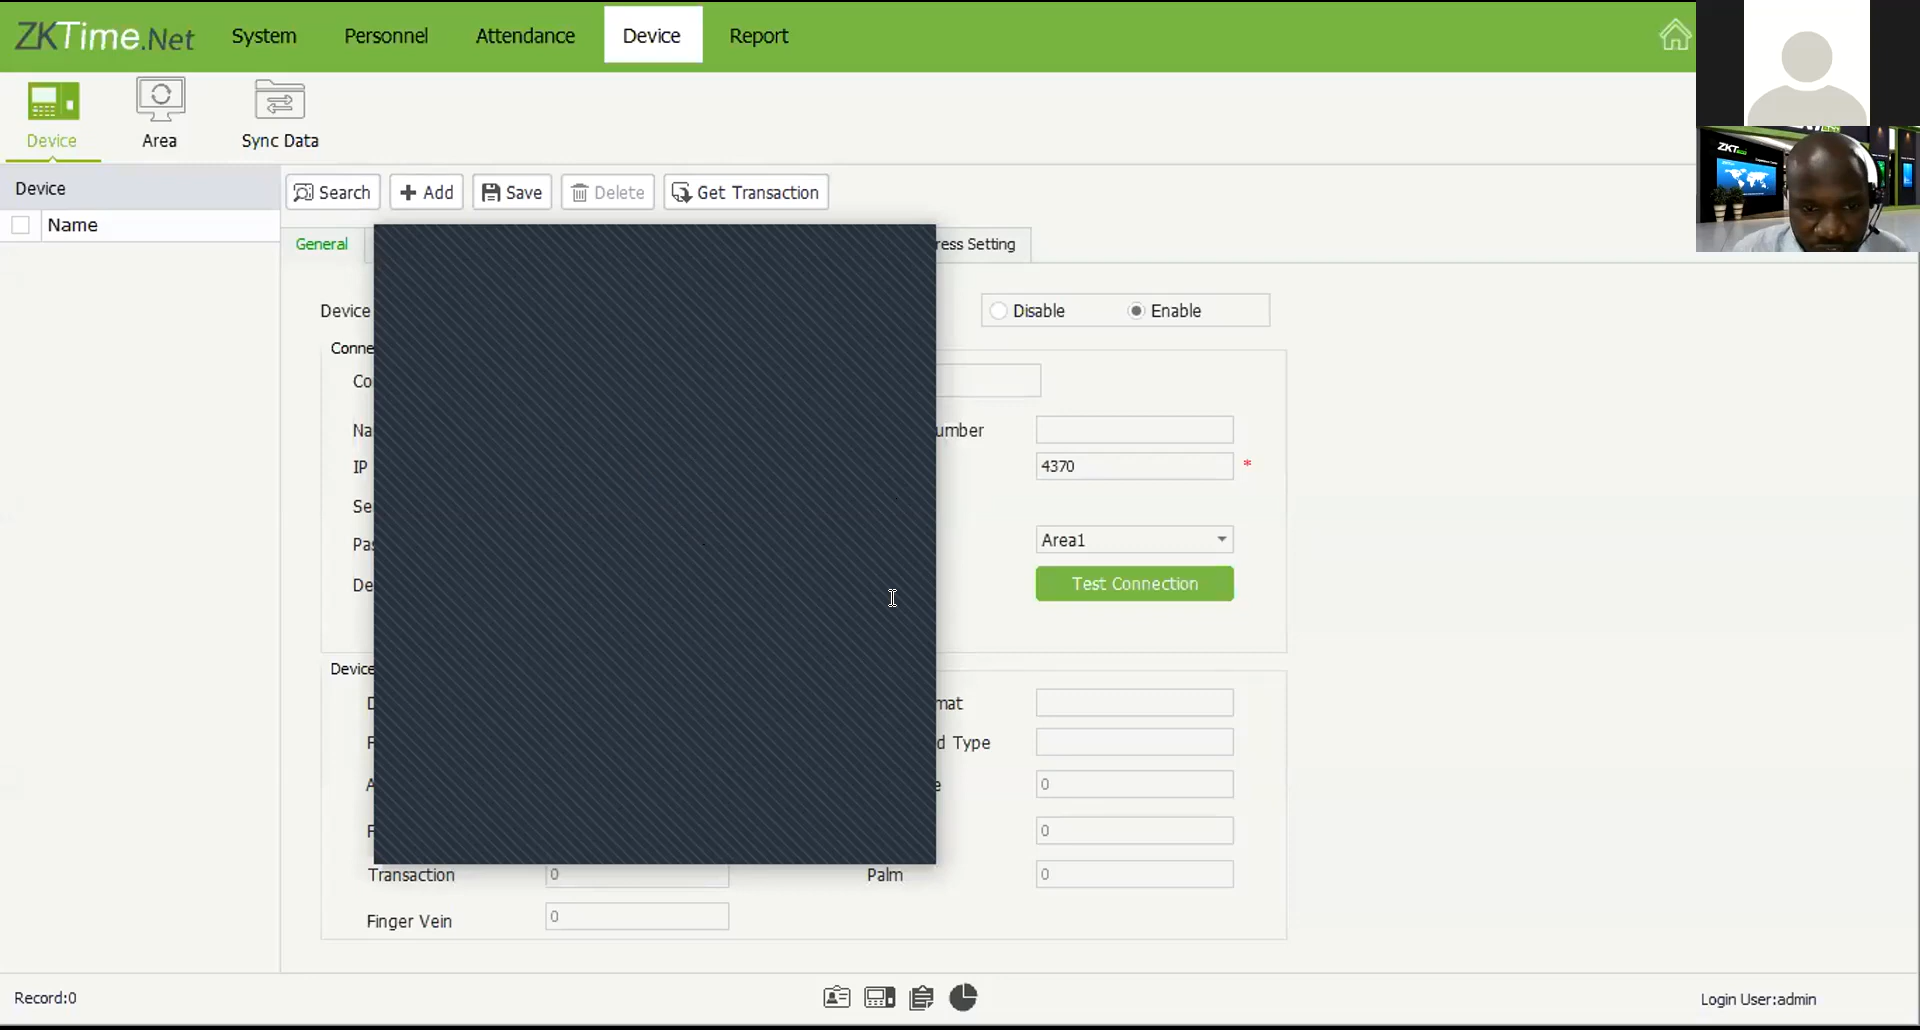 ZKTime.Net System Personnel Attendance Device Report
Device Area Sync Data
Device
Name
Search Add Save Delete Get Transaction
General ress Setting
Device Disable Enable
Conne
Co
Na umber
IP 4370 *
Se
Pas Area1
De Test Connection
Device
D mat
F d Type
A e 0
F 0
Transaction 0 Palm 0
Finger Vein 0
Record:0 Login User:admin
ZKT